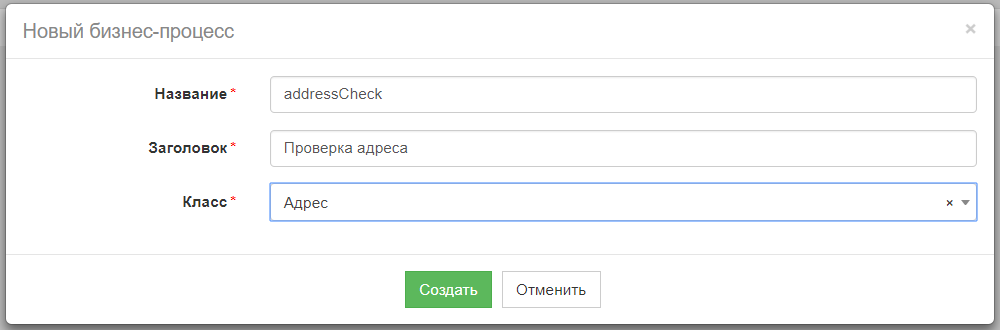 Новый бизнес-процесс ×
Название * addressCheck
Заголовок * Проверка адреса
Класс * Адрес ×
Создать Отменить